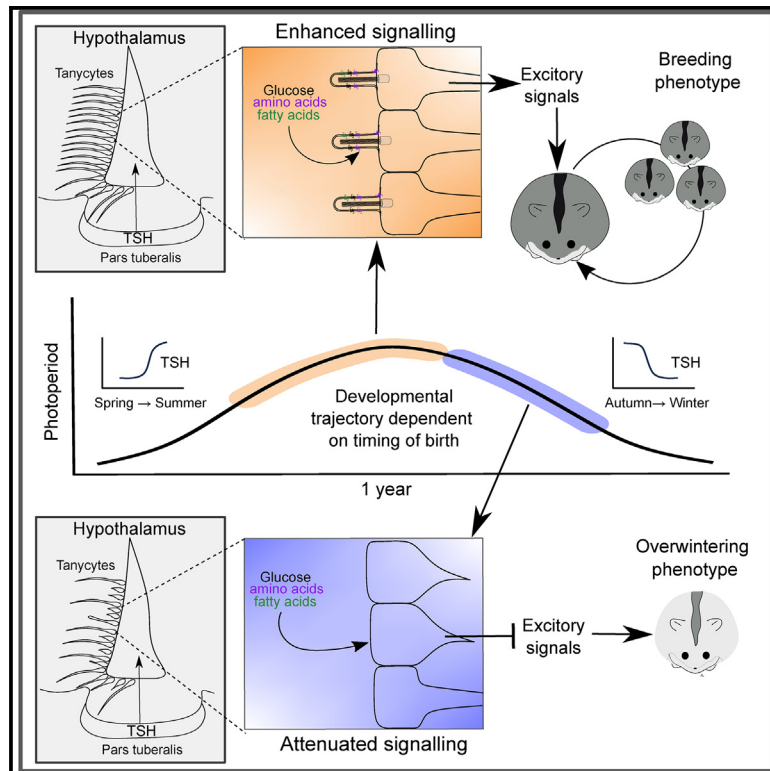 Hypothalamus
Tanycytes
TSH
Pars tuberalis
Enhanced signalling
Glucose
amino acids
fatty acids
Excitory
signals
Breeding
phenotype
Photoperiod
TSH
Spring → Summer
Developmental
trajectory dependent
on timing of birth
TSH
Autumn→ Winter
1 year
Hypothalamus
Tanycytes
TSH
Pars tuberalis
Glucose
amino acids
fatty acids
Attenuated signalling
Excitory
signals
Overwintering
phenotype